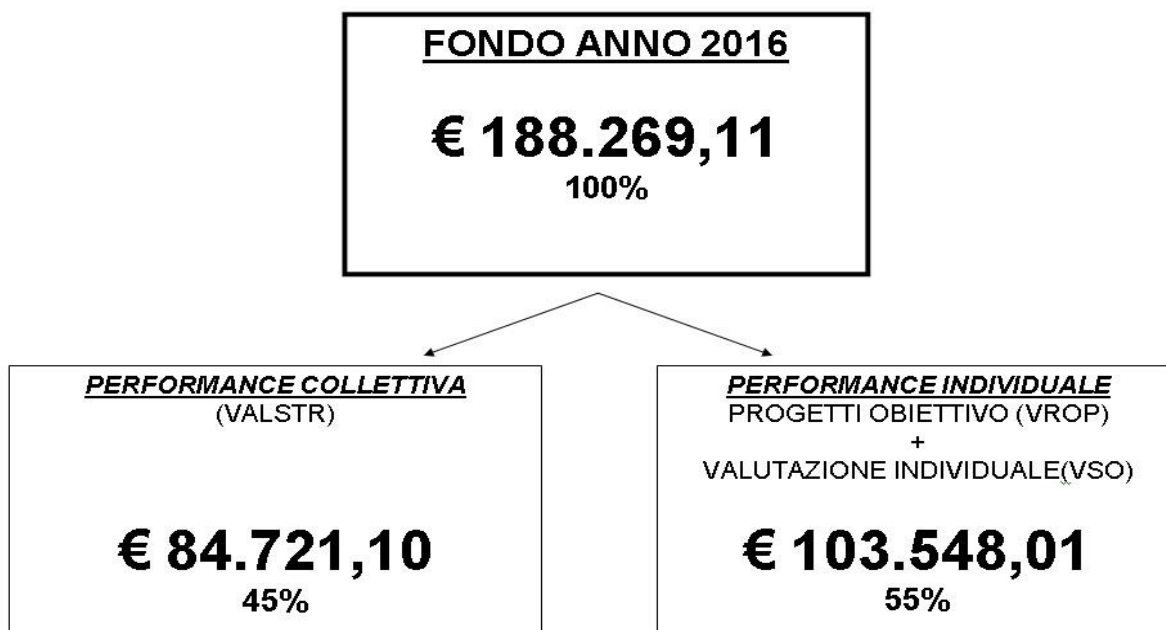 FONDO ANNO 2016
€ 188.269,11
100%
PERFORMANCE COLLETTIVA
(VALSTR)
€ 84.721,10
45%
PERFORMANCE INDIVIDUALE
PROGETTI OBIETTIVO (VROP)
+
VALUTAZIONE INDIVIDUALE(VSO)
€ 103.548,01
55%